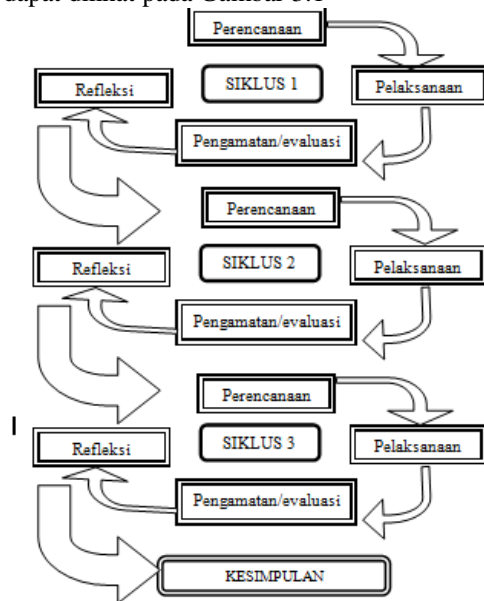 dapat dilihat pada Gambar 3.1
Perencanaan
Refleksi
SIKLUS 1
Pelaksanaan
Pengamatan/evaluasi
Perencanaan
Refleksi
SIKLUS 2
Pelaksanaan
Pengamatan/evaluasi
Perencanaan
Refleksi
SIKLUS 3
Pelaksanaan
Pengamatan/evaluasi
KESIMPULAN